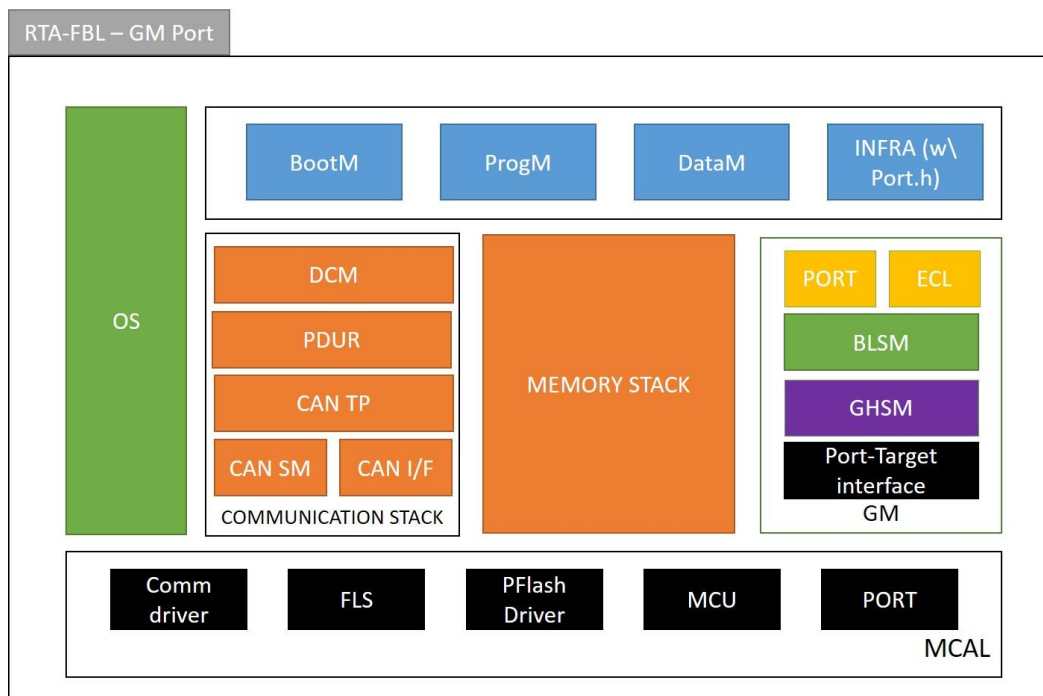 RTA-FBL – GM Port
OS
BootM
ProgM
DataM
INFRA (w\
Port.h)
DCM
PDUR
CAN TP
CAN SM
CAN I/F
COMMUNICATION STACK
MEMORY STACK
PORT
ECL
BLSM
GHSM
Port-Target
interface
GM
Comm
driver
FLS
PFlash
Driver
MCU
PORT
MCAL